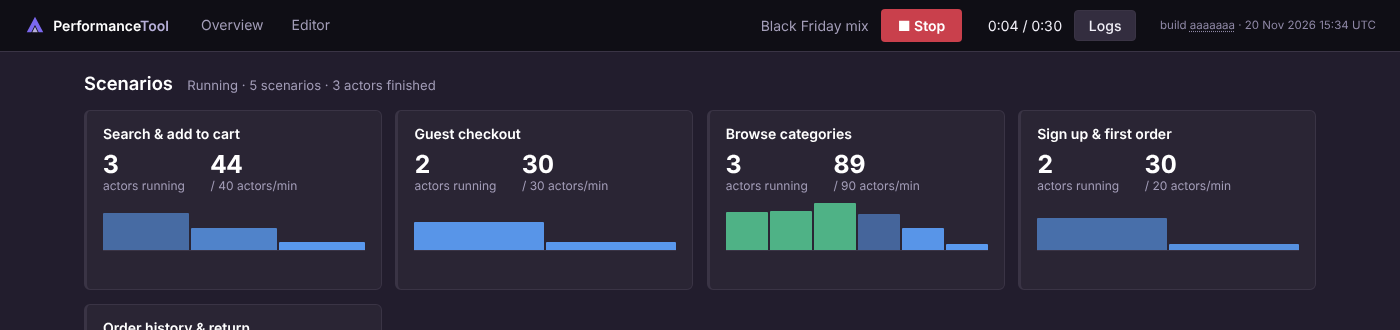 PerformanceTool Overview Editor Black Friday mix Stop 0:04 / 0:30 Logs build aaaaaaa · 20 Nov 2026 15:34 UTC
Scenarios Running · 5 scenarios · 3 actors finished
Search & add to cart Guest checkout Browse categories Sign up & first order
3 44 2 30 3 89 2 30
actors running / 40 actors/min actors running / 30 actors/min actors running / 90 actors/min actors running / 20 actors/min
Order history & return